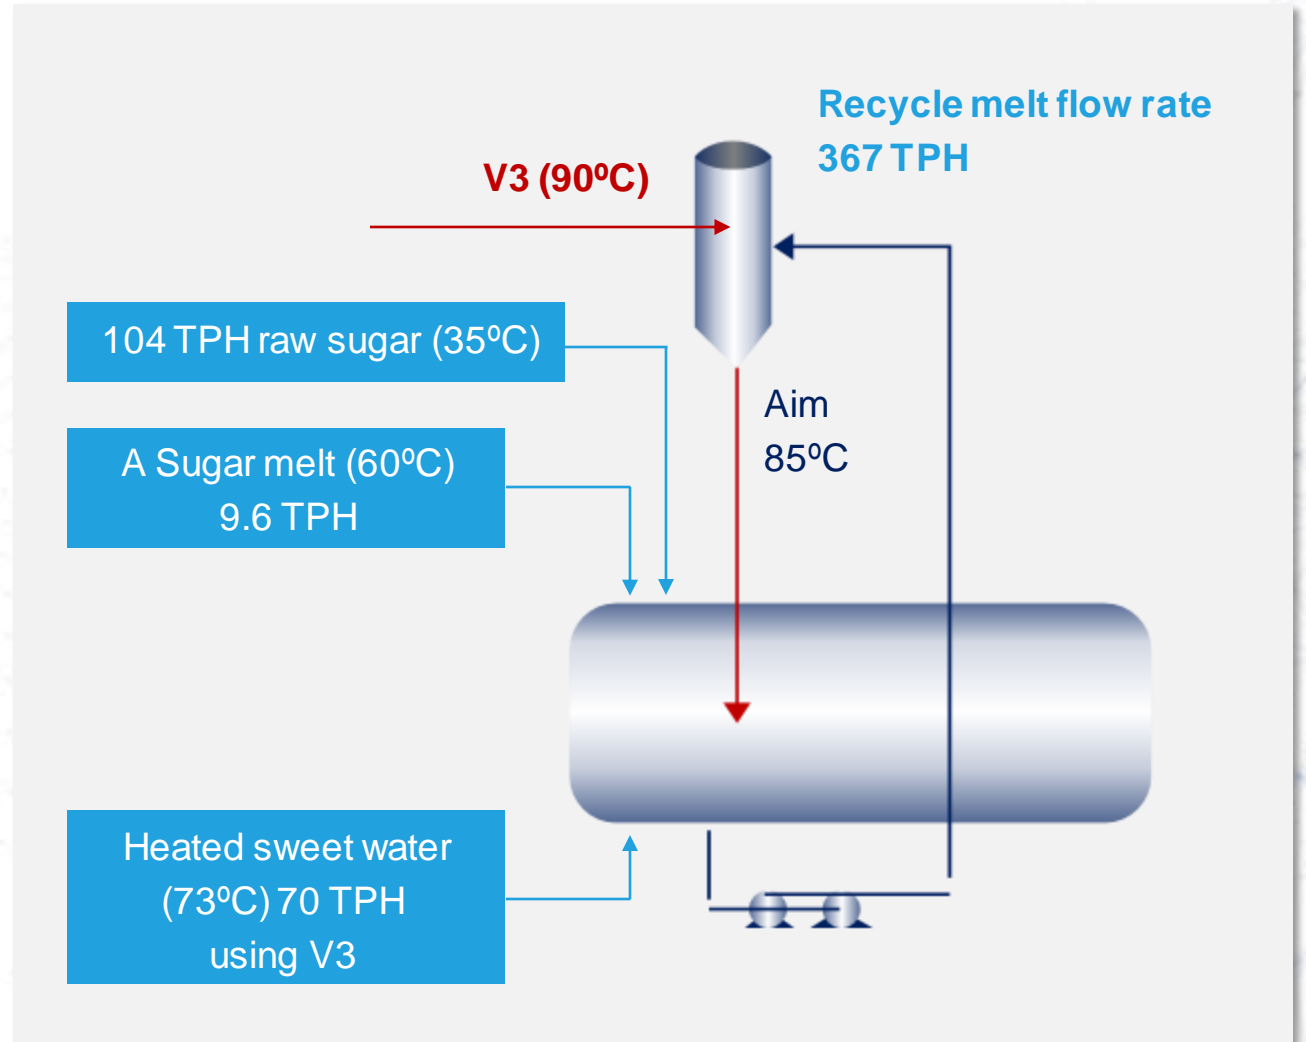 Recycle melt flow rate
367 TPH
V3 (90ºC)
104 TPH raw sugar (35ºC)
Aim
85ºC
A Sugar melt (60ºC)
9.6 TPH
Heated sweet water
(73ºC) 70 TPH
using V3